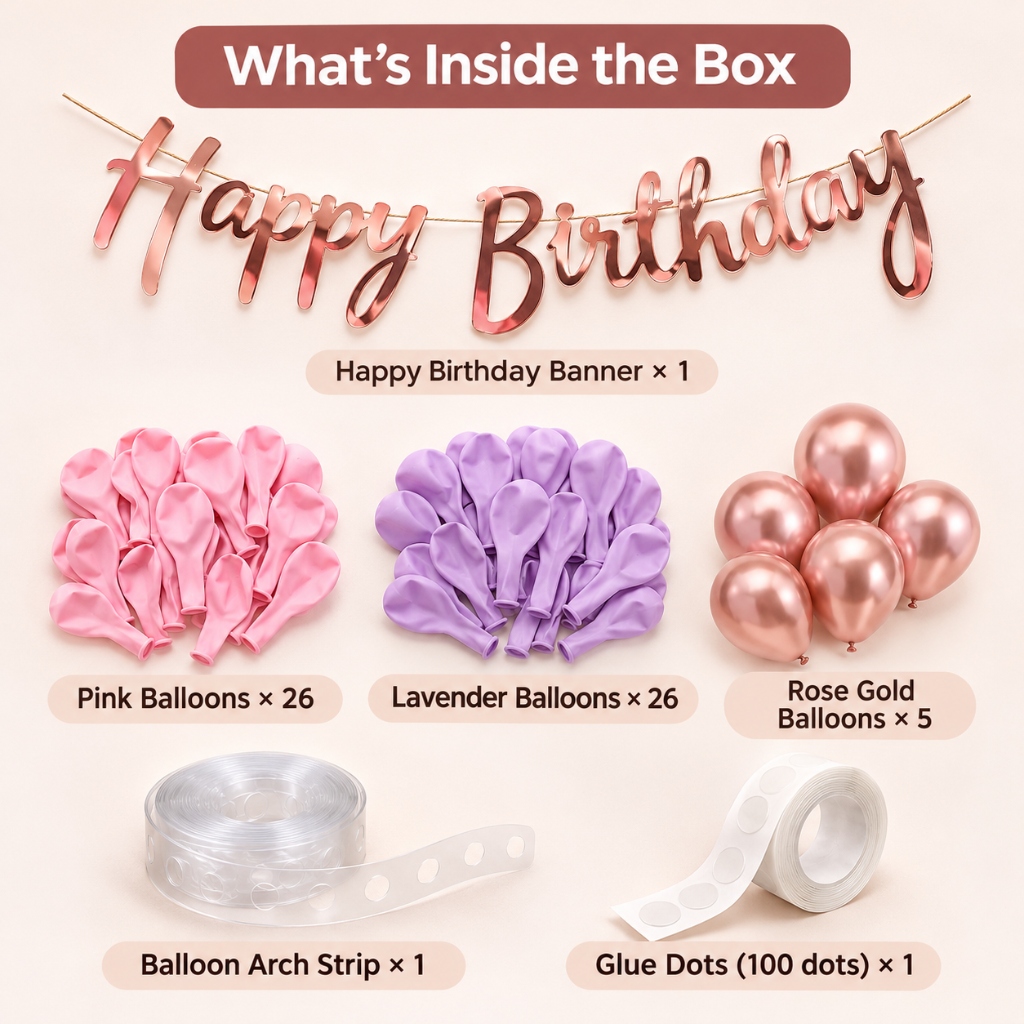 What's Inside the Box
Happy Birthday
Happy Birthday Banner × 1
Pink Balloons × 26
Lavender Balloons × 26
Rose Gold
Balloons × 5
Balloon Arch Strip × 1
Glue Dots (100 dots) × 1